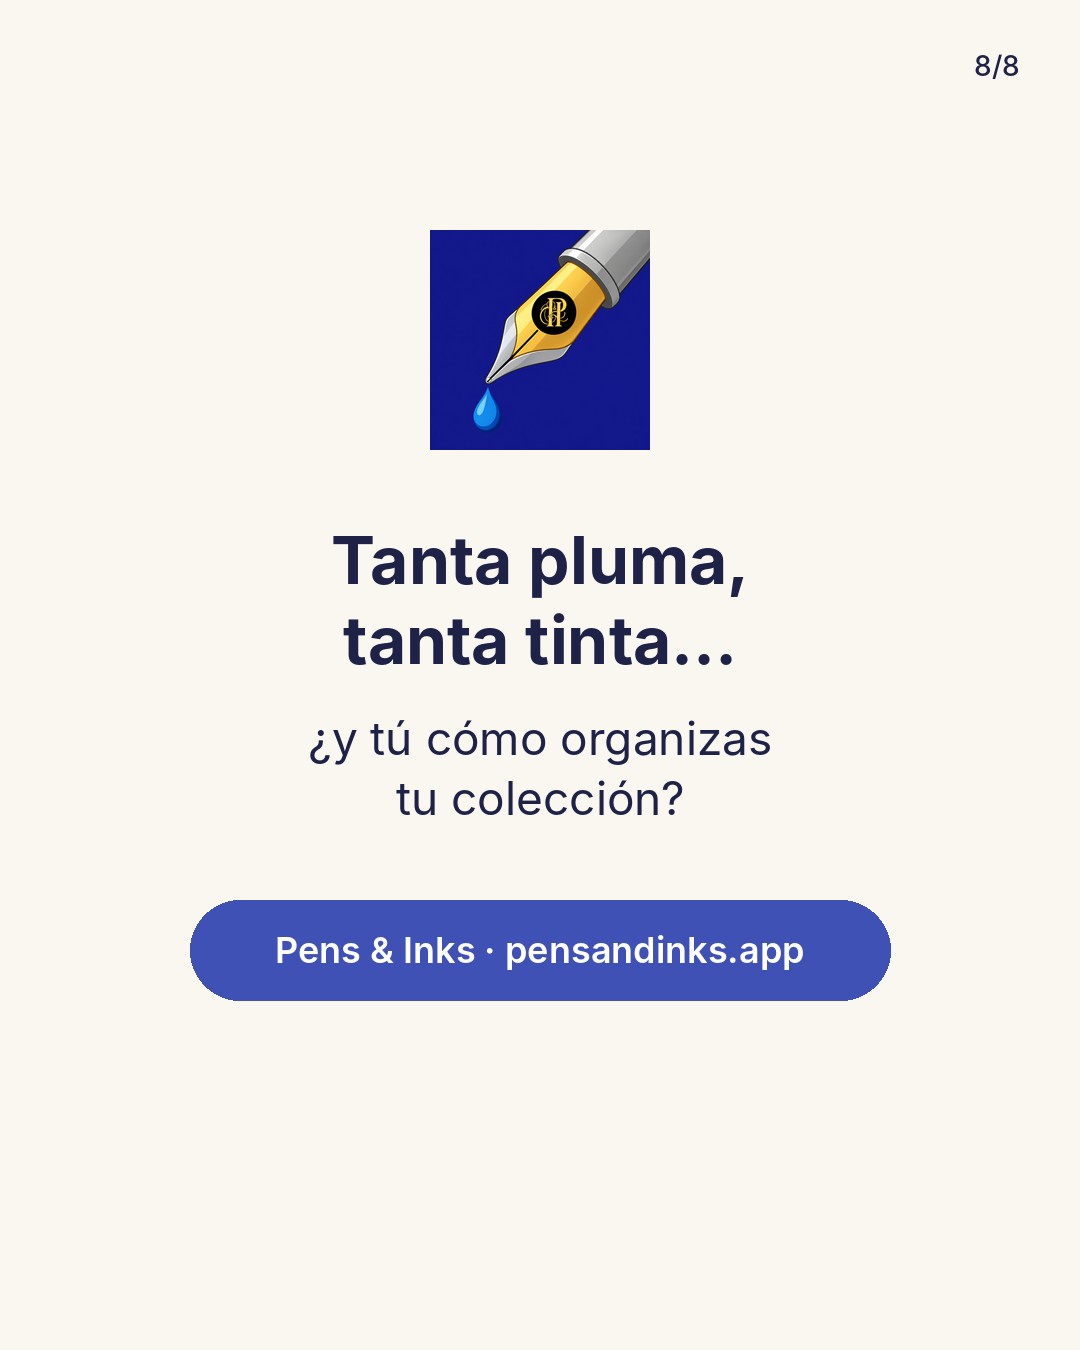 8/8
Tanta pluma,
tanta tinta...
¿y tú cómo organizas
tu colección?
Pens & Inks · pensandinks.app